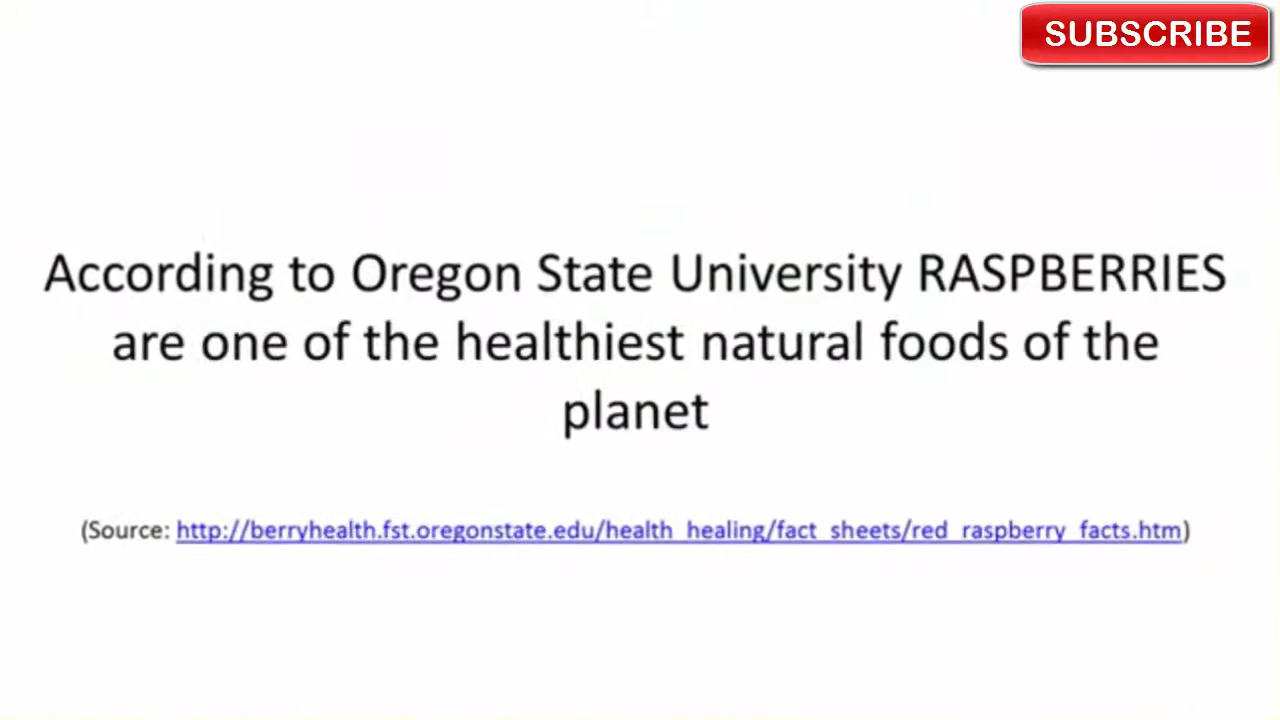 SUBSCRIBE
According to Oregon State University RASPBERRIES
are one of the healthiest natural foods of the
planet
(Source: http://berryhealth.fst.oregonstate.edu/health_healing/fact_sheets/red_raspberry_facts.htm)